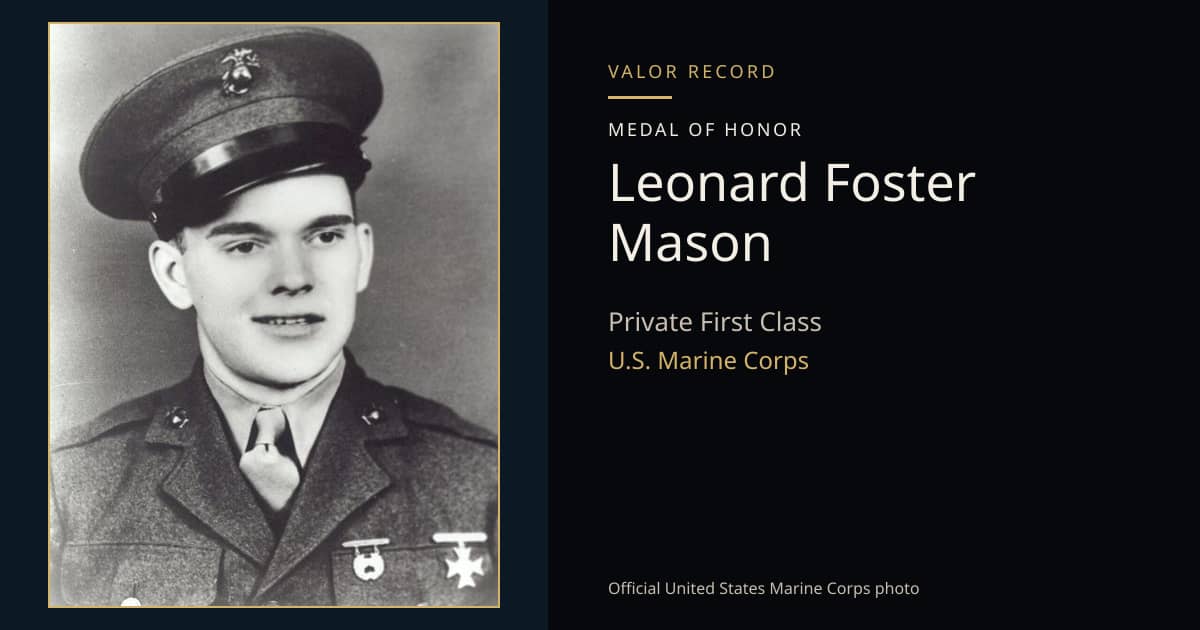 VALOR RECORD
MEDAL OF HONOR
Leonard Foster
Mason
Private First Class
U.S. Marine Corps
Official United States Marine Corps photo